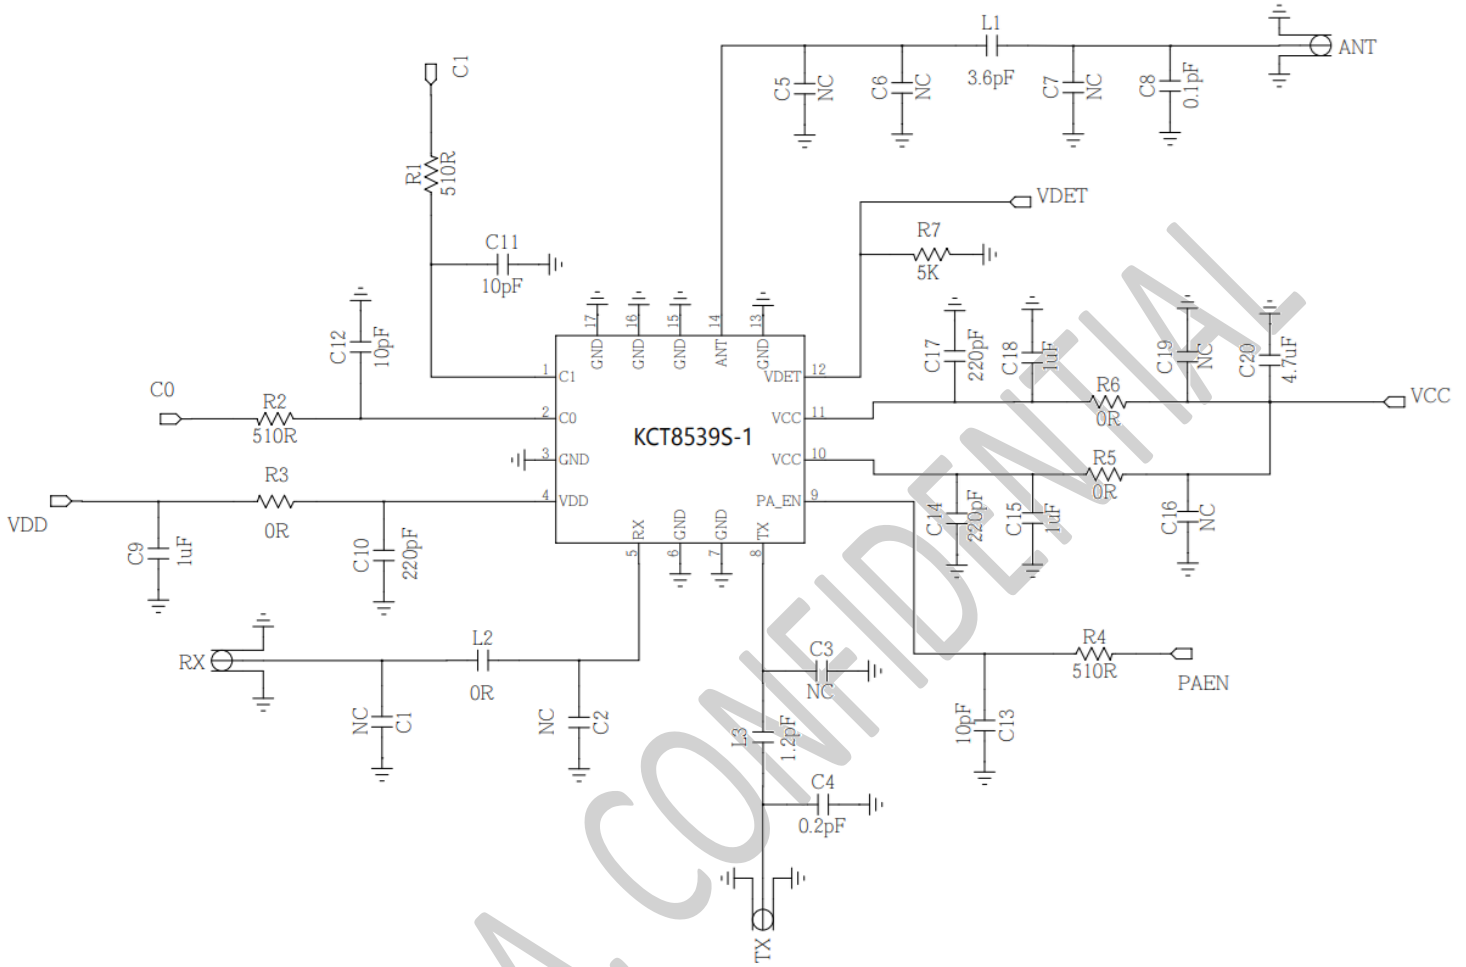 L1
ANT
3.6pF
C5
NC
C6
NC
C7
NC
C8
0.1pF
C1
R1
510R
VDET
R7
5K
C11
10pF
C12
10pF
17
16
15
14
13
GND
GND
GND
ANT
GND
C17
220pF
C18
1uF
C19
NC
C20
4.7uF
1
C1
VDET
12
C0
R2
510R
2
C0
VCC
11
R6
0R
VCC
KCT8539S-1
3
GND
VCC
10
R5
0R
VDD
R3
0R
4
VDD
PA_EN
9
C14
220pF
C15
1uF
C16
NC
C9
1uF
C10
220pF
RX
GND
GND
TX
5
6
7
8
RX
L2
0R
NC
C1
NC
C2
C3
NC
R4
510R
PAEN
L3
1.2pF
10pF
C13
C4
0.2pF
TX
A CONFIDENTIAL